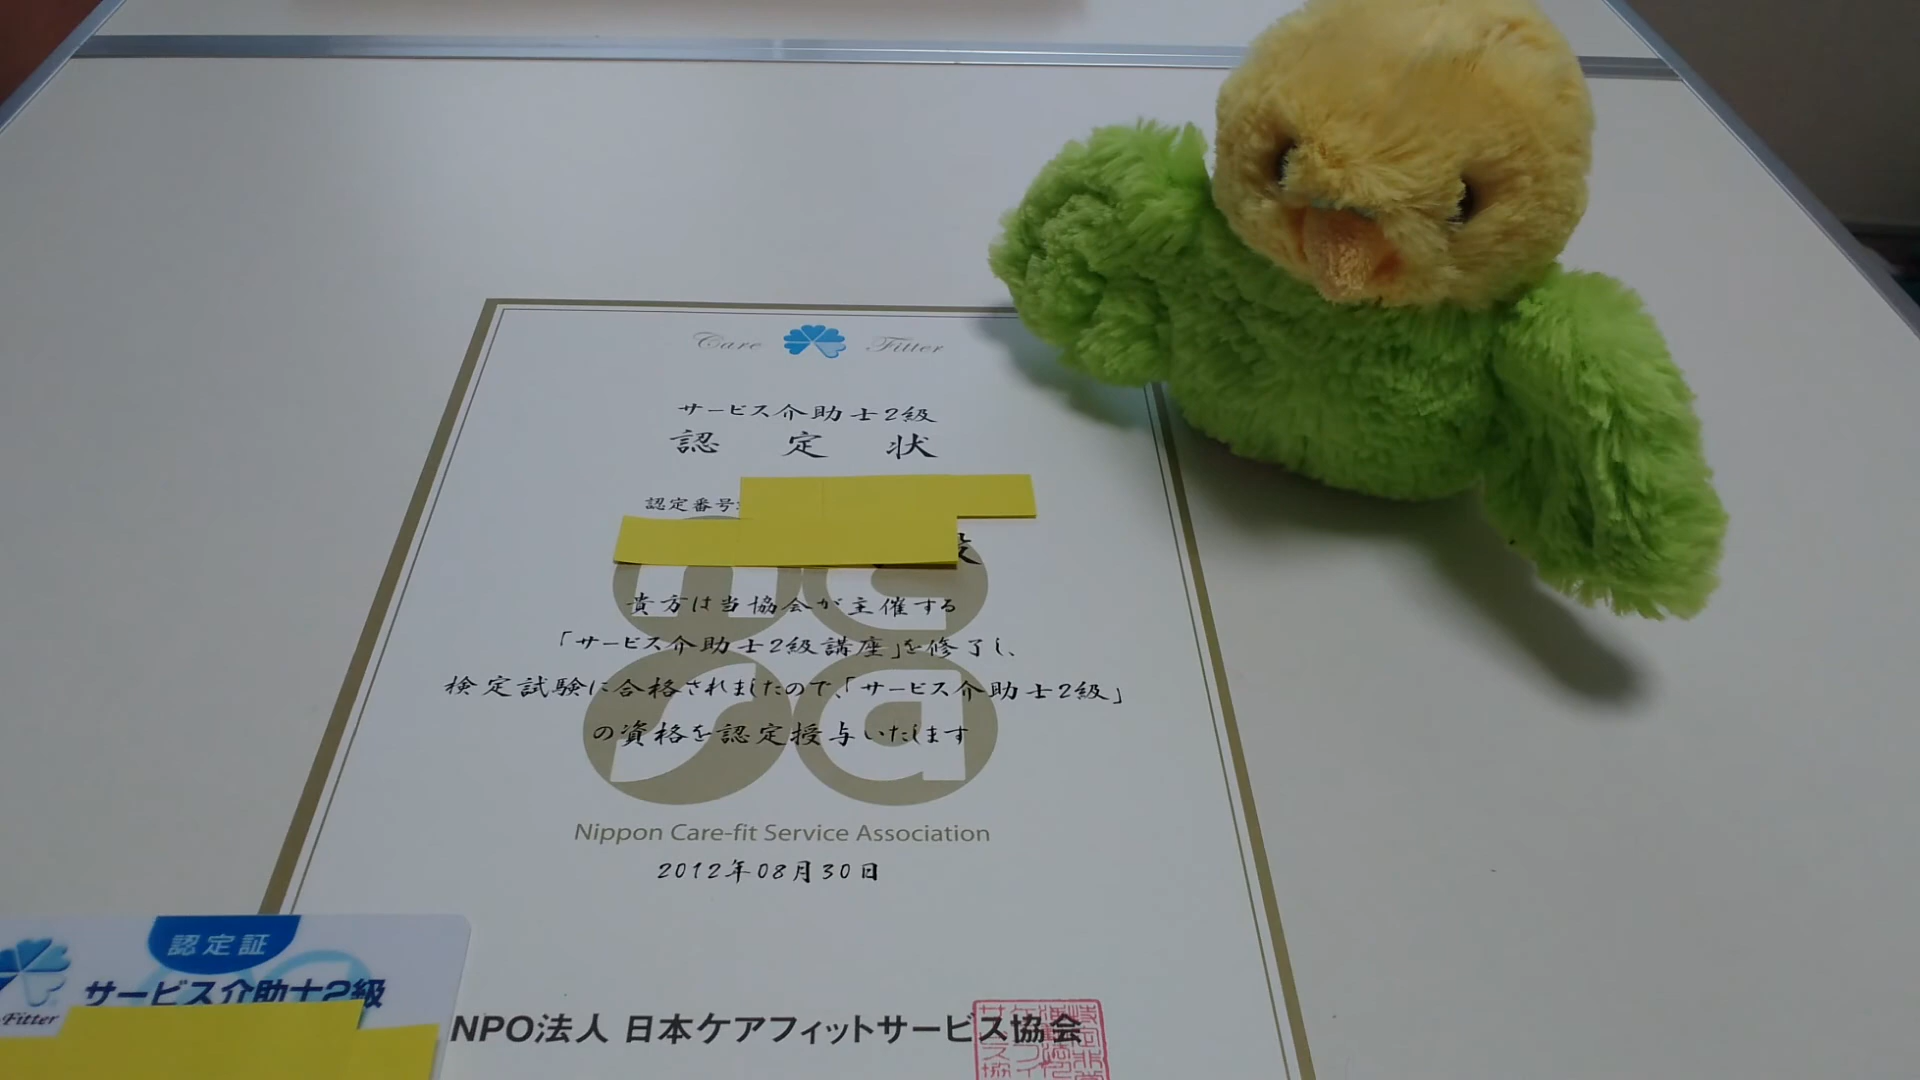 Care Fitter
サービス介助士2級
認定状
認定番号:
殿
貴方は当協会が主催する
「サービス介助士2級講座」を修了し、
検定試験に合格されましたので、「サービス介助士2級」
の資格を認定授与いたします
ncsa
Nippon Care-fit Service Association
2012年08月30日
NPO法人 日本ケアフィットサービス協会
認定証
サービス介助士2級
Fitter